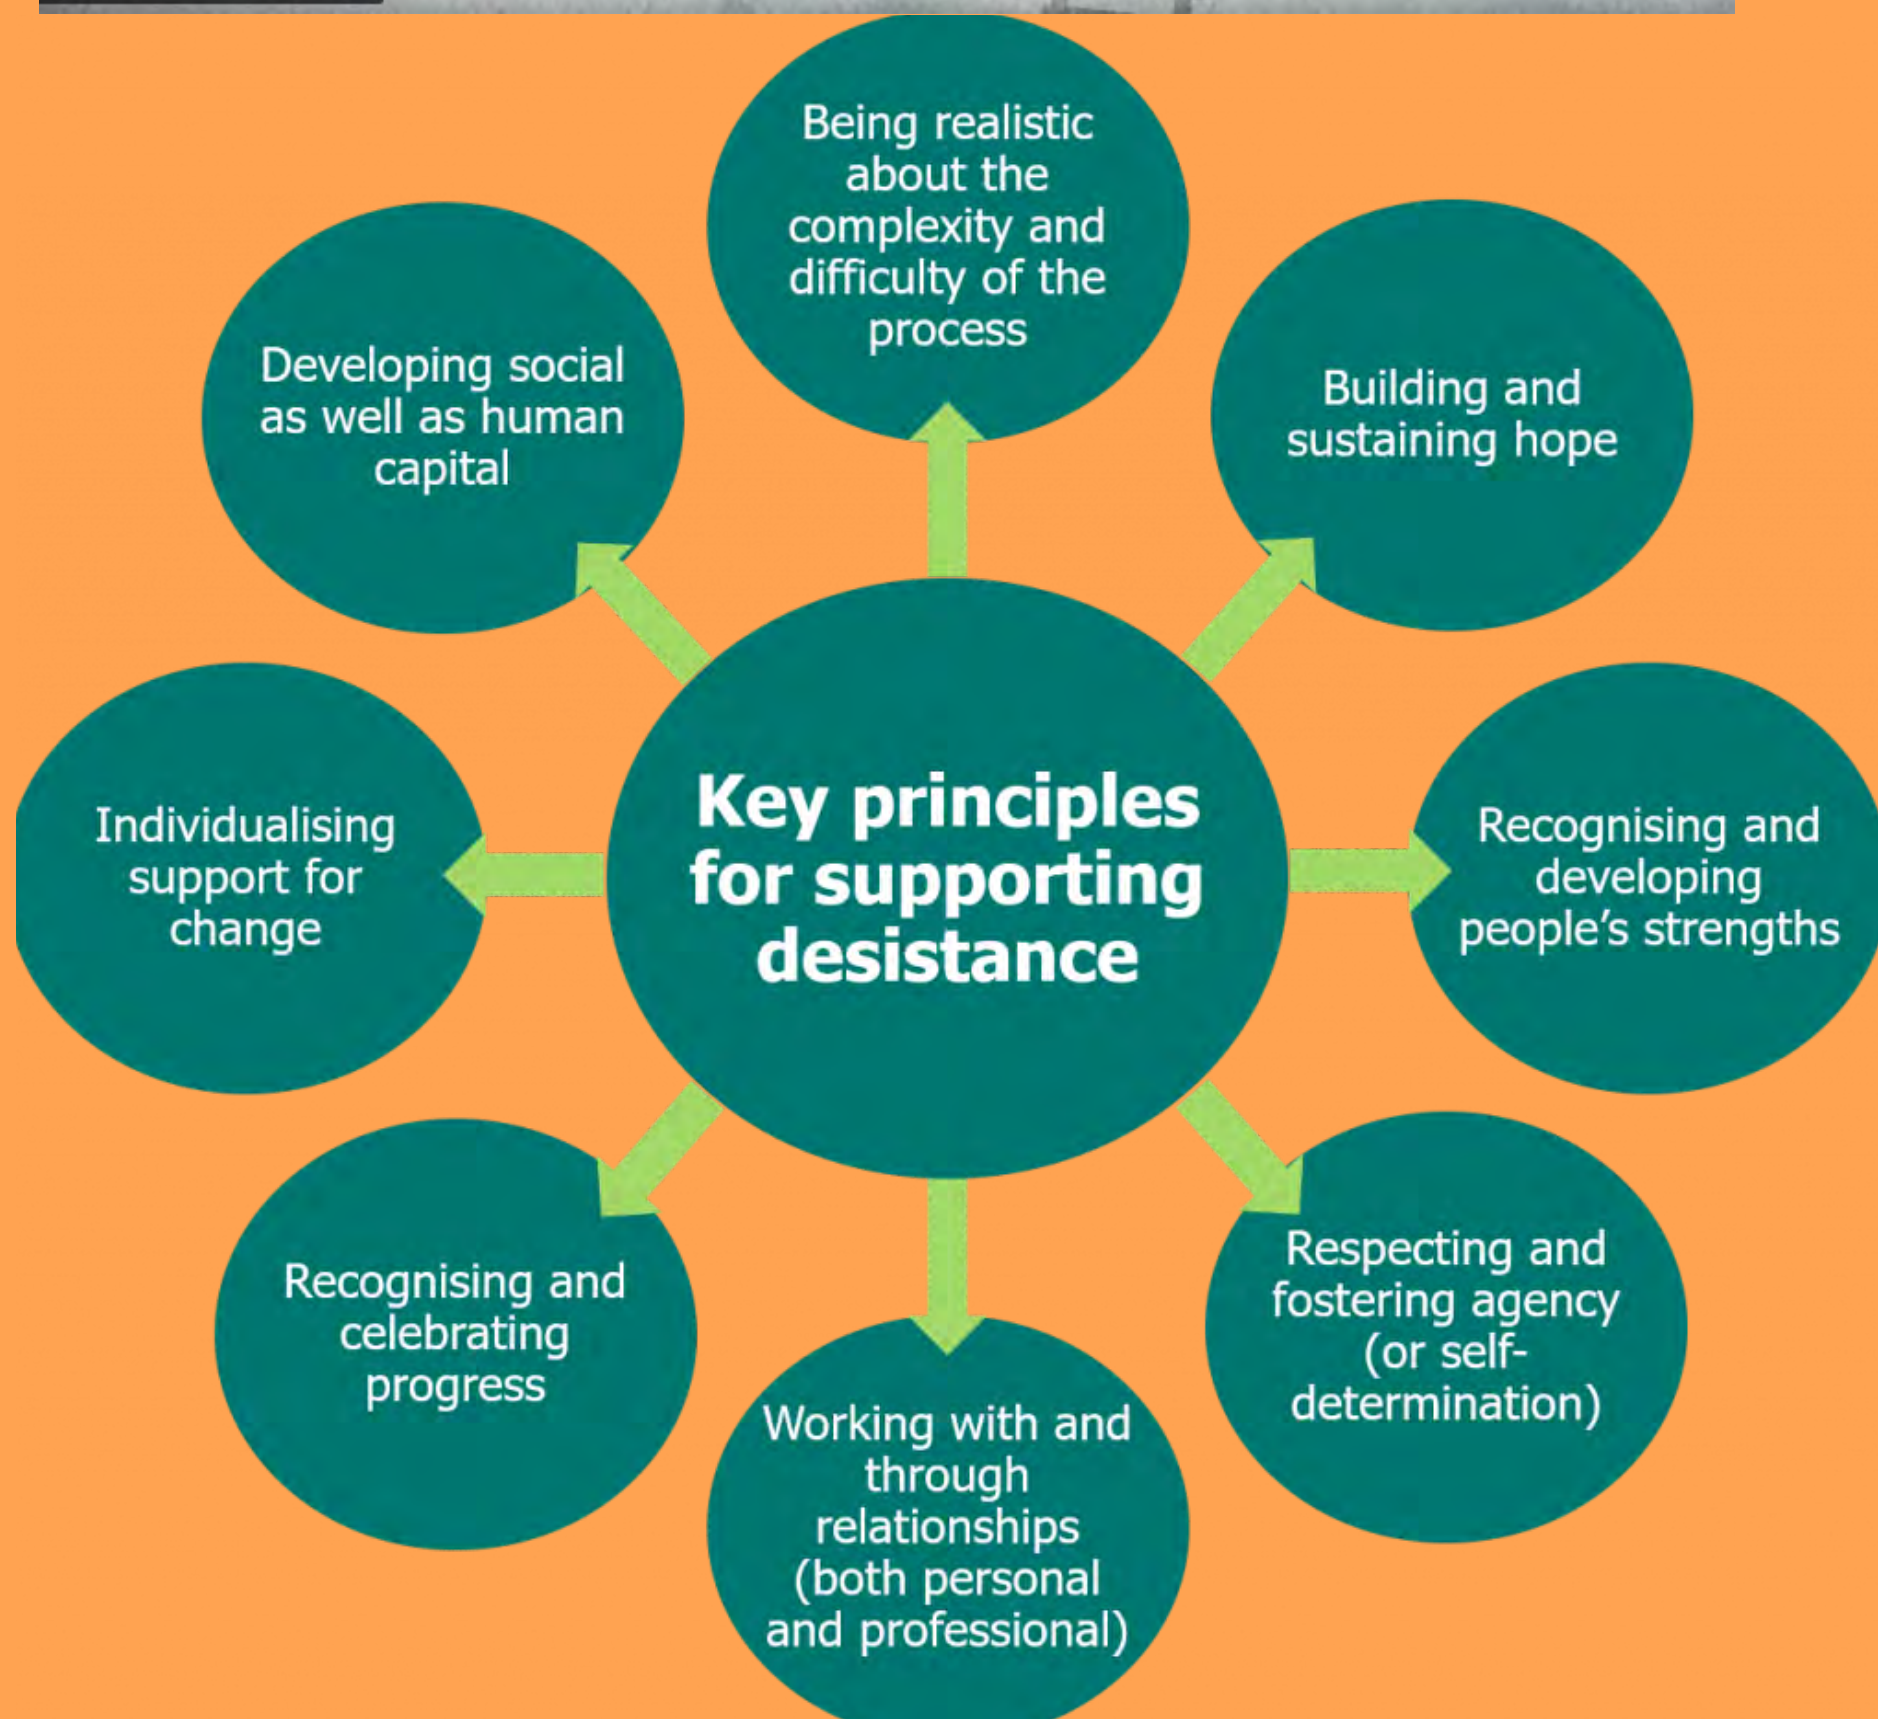 Being realistic
about the
complexity and
difficulty of the
process
Building and
sustaining hope
Recognising and
developing
people's strengths
Respecting and
fostering agency
(or self-
determination)
Working with and
through
relationships
(both personal
and professional)
Recognising and
celebrating
progress
Individualising
support for
change
Developing social
as well as human
capital
Key principles
for supporting
desistance